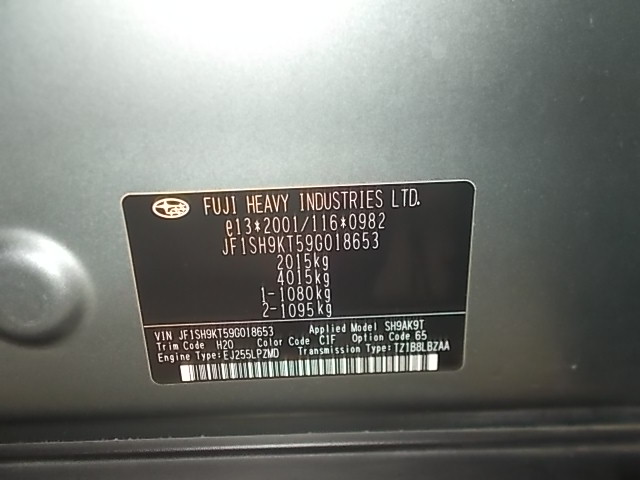 FUJI HEAVY INDUSTRIES LTD.
e13*2001/116*0982
JF1SH9KT59G018653
2015kg
4015kg
1-1080kg
2-1095kg
VIN JF1SH9KT59G018653 Applied Model SH9AK9T
Trim Code H20 Color Code C1F Option Code 65
Engine Type:EJ255LPZMD Transmission Type:TZ1B8LBZAA